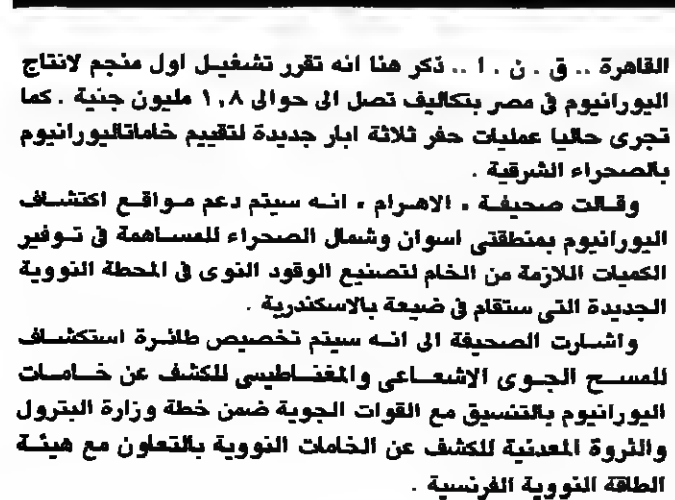 القاهرة .. ق . ن . ا .. ذكر هنا انه تقرر تشغيل اول منجم لانتاج
اليورانيوم في مصر بتكاليف تصل الى حوالى ١,٨ مليون جنية . كما
تجرى حاليا عمليات حفر ثلاثة ابار جديدة لتقييم خاماتاليورانيوم
بالصحراء الشرقية .
وقالت صحيفة « الاهرام » انه سيتم دعم مواقع اكتشاف
اليورانيوم بمنطقتى اسوان وشمال الصحراء للمساهمة في توفير
الكميات اللازمة من الخام لتصنيع الوقود النوى في المحطة النووية
الجديدة التى ستقام في ضيعة بالاسكندرية .
واشارت الصحيفة الى انه سيتم تخصيص طائرة استكشاف
للمسح الجوى الاشعاعى والمغناطيسى للكشف عن خامات
اليورانيوم بالتنسيق مع القوات الجوية ضمن خطة وزارة البترول
والثروة المعدنية للكشف عن الخامات النووية بالتعاون مع هيئة
الطاقة النووية الفرنسية .